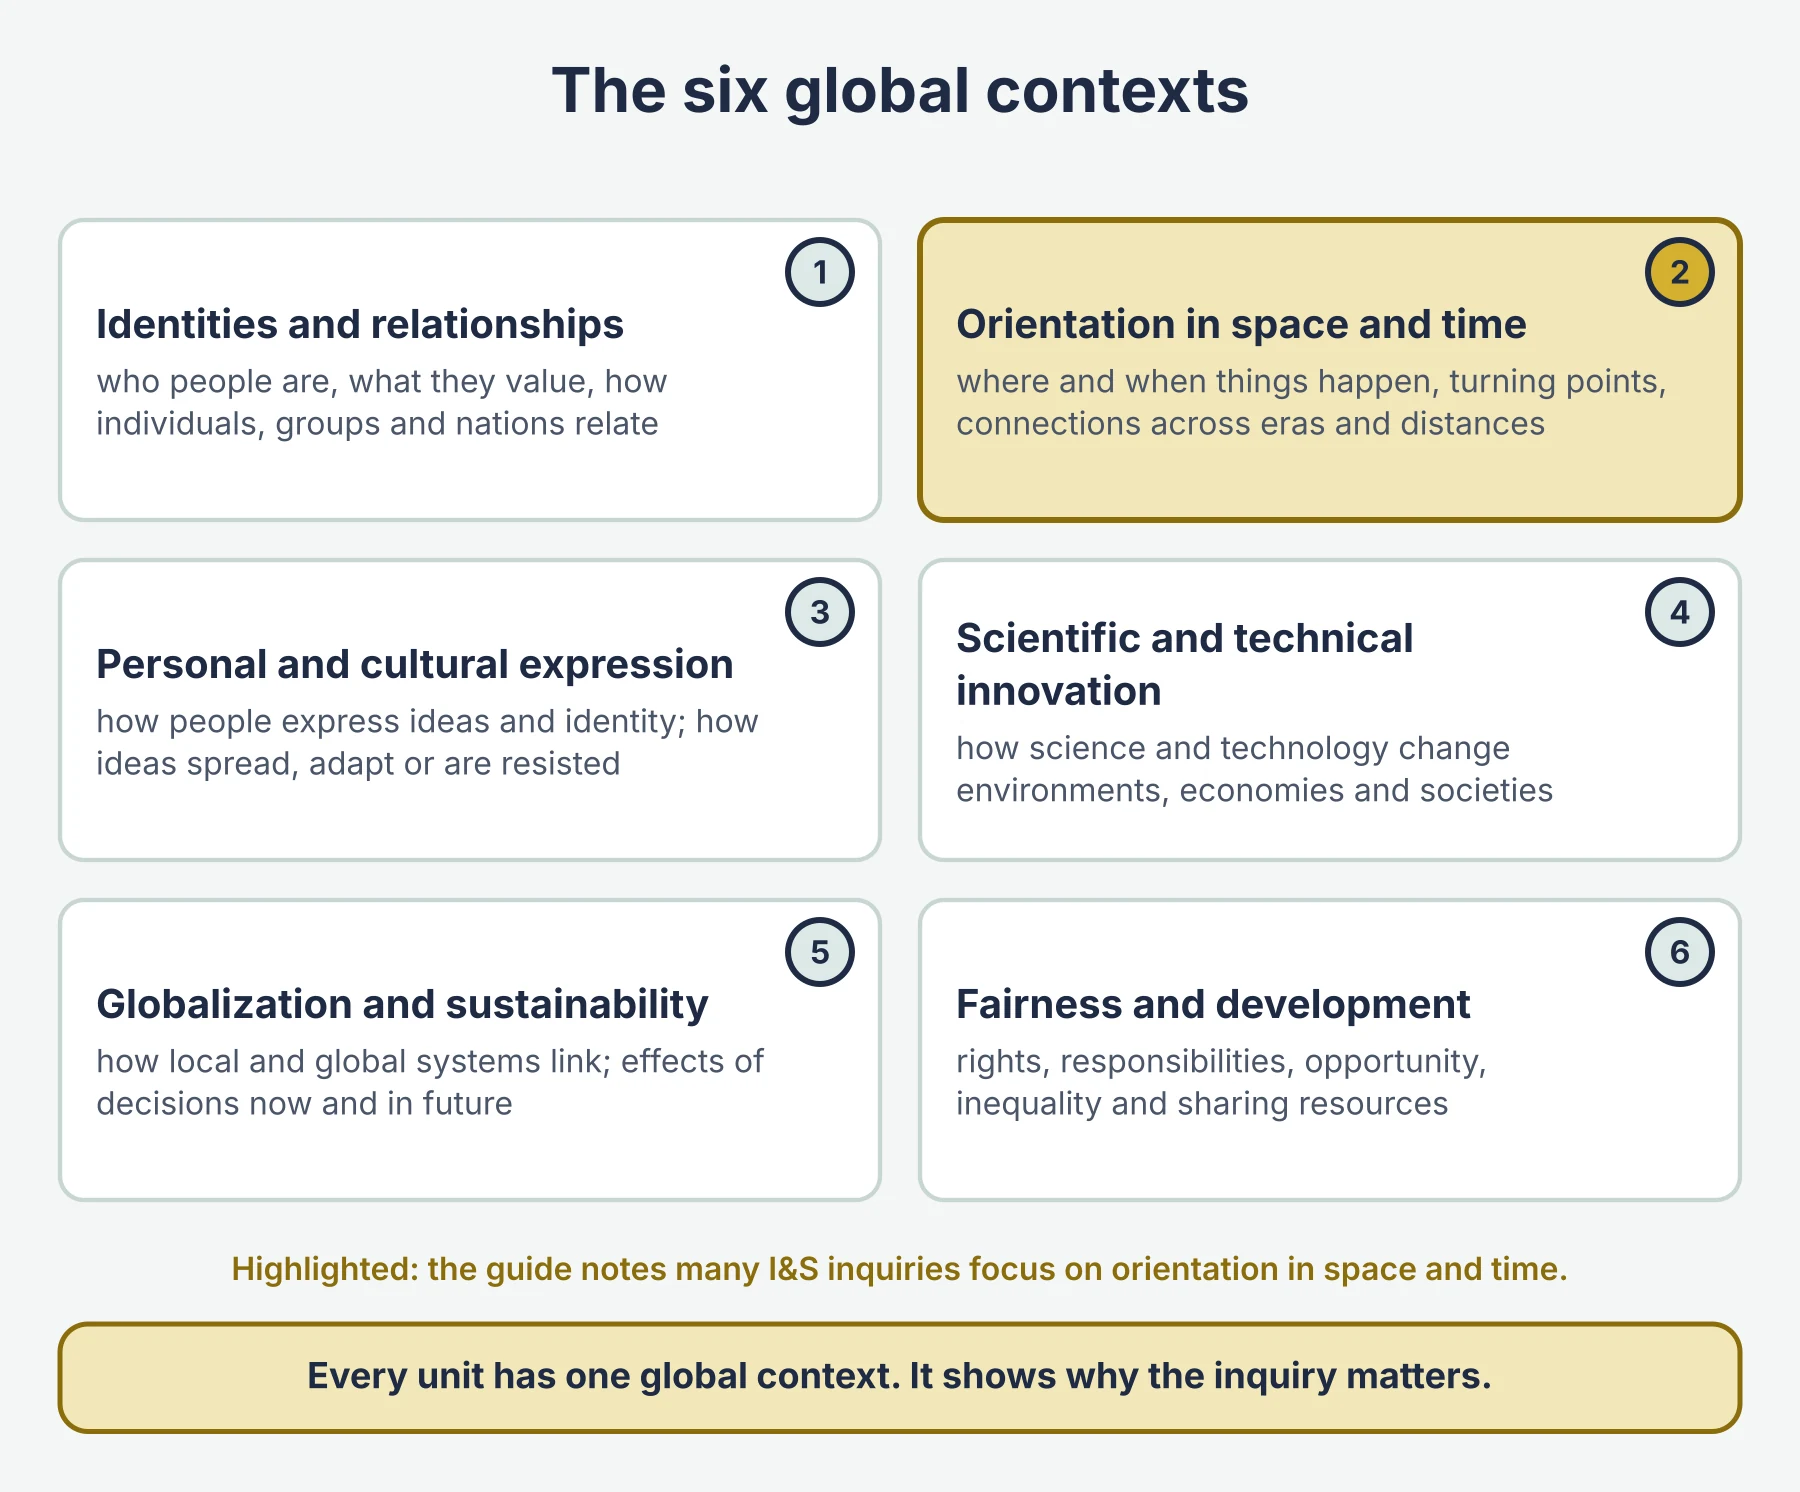 The six global contexts
1
Identities and relationships
who people are, what they value, how
individuals, groups and nations relate
2
Orientation in space and time
where and when things happen, turning points,
connections across eras and distances
3
Personal and cultural expression
how people express ideas and identity; how
ideas spread, adapt or are resisted
4
Scientific and technical
innovation
how science and technology change
environments, economies and societies
5
Globalization and sustainability
how local and global systems link; effects of
decisions now and in future
6
Fairness and development
rights, responsibilities, opportunity,
inequality and sharing resources
Highlighted: the guide notes many I&S inquiries focus on orientation in space and time.
Every unit has one global context. It shows why the inquiry matters.